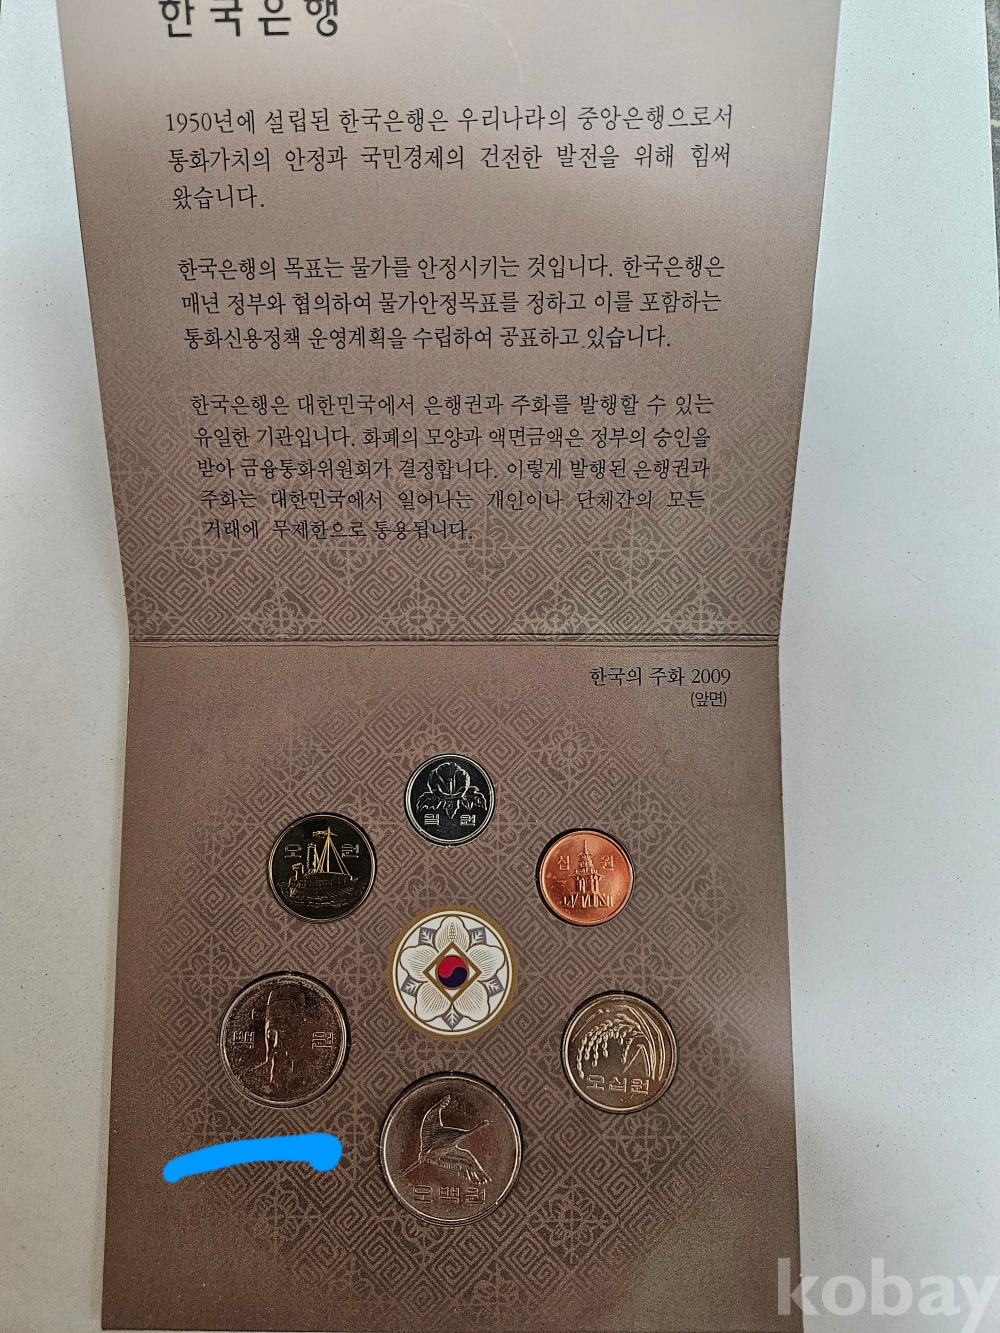 한국은행
1950년에 설립된 한국은행은 우리나라의 중앙은행으로서
통화가치의 안정과 국민경제의 건전한 발전을 위해 힘써
왔습니다.
한국은행의 목표는 물가를 안정시키는 것입니다. 한국은행은
매년 정부와 협의하여 물가안정목표를 정하고 이를 포함하는
통화신용정책 운영계획을 수립하여 공표하고 있습니다.
한국은행은 대한민국에서 은행권과 주화를 발행할 수 있는
유일한 기관입니다. 화폐의 모양과 액면금액은 정부의 승인을
받아 금융통화위원회가 결정합니다. 이렇게 발행된 은행권과
주화는 대한민국에서 일어나는 개인이나 단체간의 모든
거래에 무제한으로 통용됩니다.
한국의 주화 2009
(앞면)
일 원
오 원
십 원
백 원
오십원
오백원
kobay